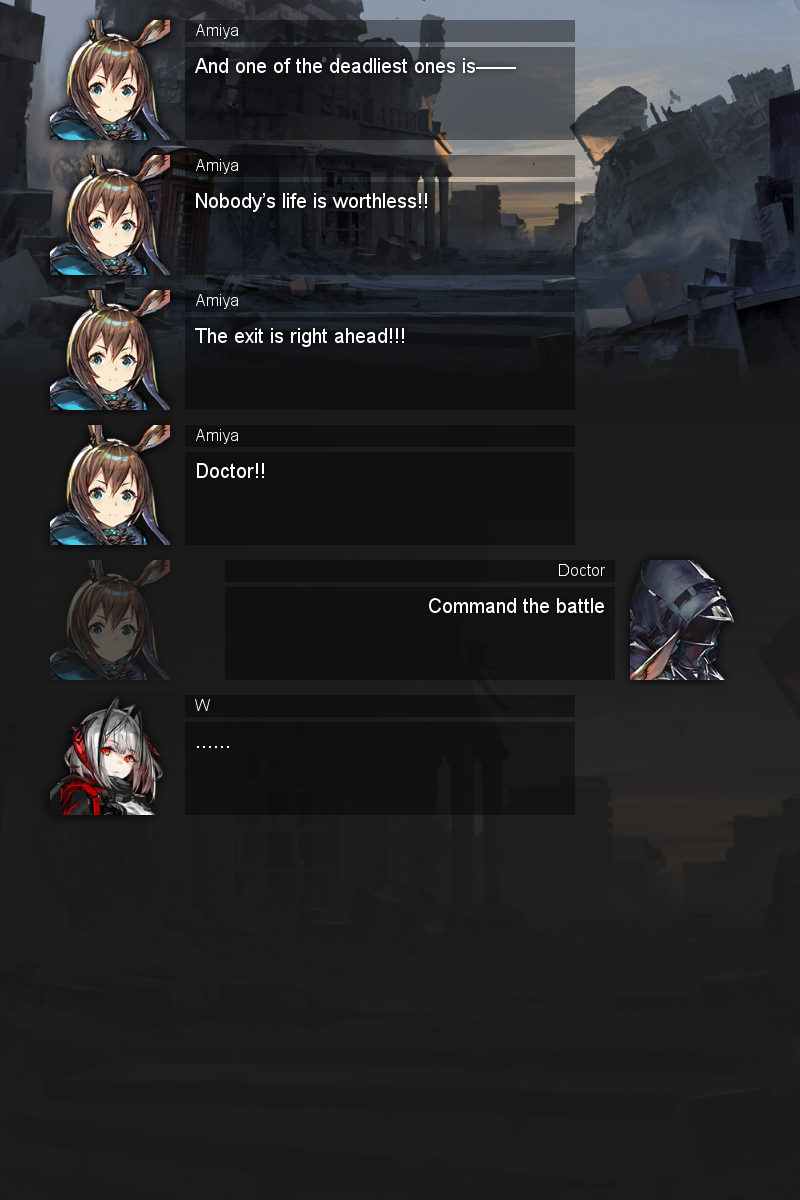 Amiya
And one of the deadliest ones is——
Amiya
Nobody’s life is worthless!!
Amiya
The exit is right ahead!!!
Amiya
Doctor!!
Doctor
Command the battle
W
......